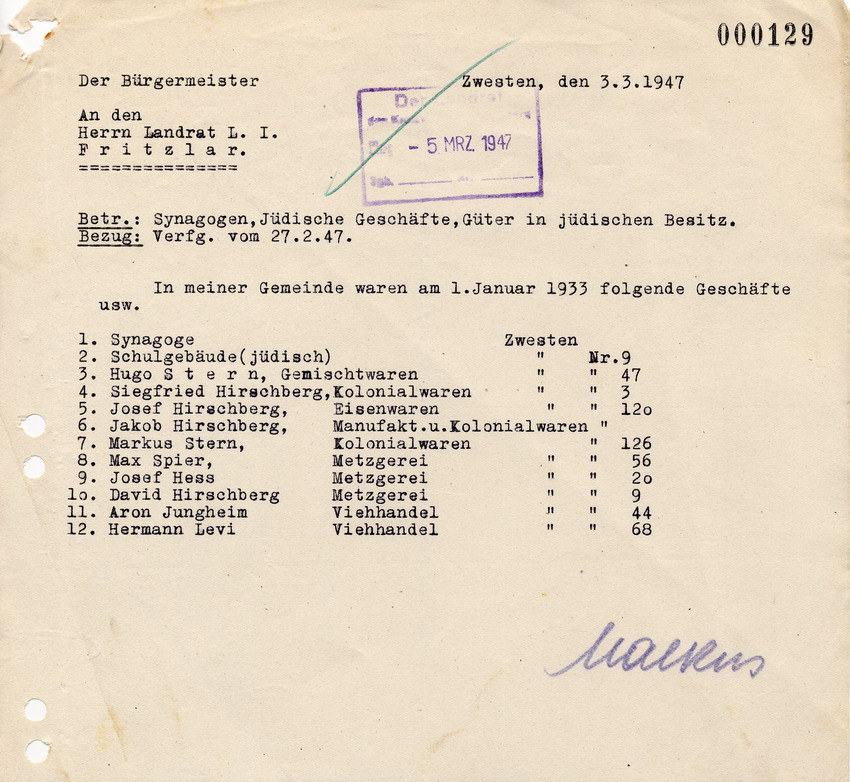 000129
Der Bürgermeister Zwesten, den 3.3.1947
An den
Herrn Landrat L. I.
F r i t z l a r.
===============
Der Landrat
- 5 MRZ 1947
Betr.: Synagogen,Jüdische Geschäfte,Güter in jüdischen Besitz.
Bezug: Verfg. vom 27.2.47.
In meiner Gemeinde waren am 1.Januar 1933 folgende Geschäfte
usw.
1. Synagoge Zwesten
2. Schulgebäude(jüdisch) " Nr.9
3. Hugo S t e r n, Gemischtwaren " " 47
4. Siegfried Hirschberg,Kolonialwaren " " 3
5. Josef Hirschberg, Eisenwaren " " 12o
6. Jakob Hirschberg, Manufakt.u.Kolonialwaren "
7. Markus Stern, Kolonialwaren " 126
8. Max Spier, Metzgerei " " 56
9. Josef Hess Metzgerei " " 2o
1o. David Hirschberg Metzgerei " " 9
11. Aron Jungheim Viehhandel " " 44
12. Hermann Levi Viehhandel " " 68